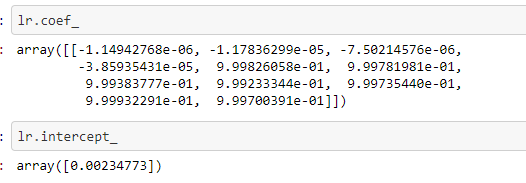 : lr.coef_
: array([[-1.14942768e-06, -1.17836299e-05, -7.50214576e-06,
-3.85935431e-05, 9.99826058e-01, 9.99781981e-01,
9.99383777e-01, 9.99233344e-01, 9.99735440e-01,
9.99932291e-01, 9.99700391e-01]])
: lr.intercept_
: array([0.00234773])